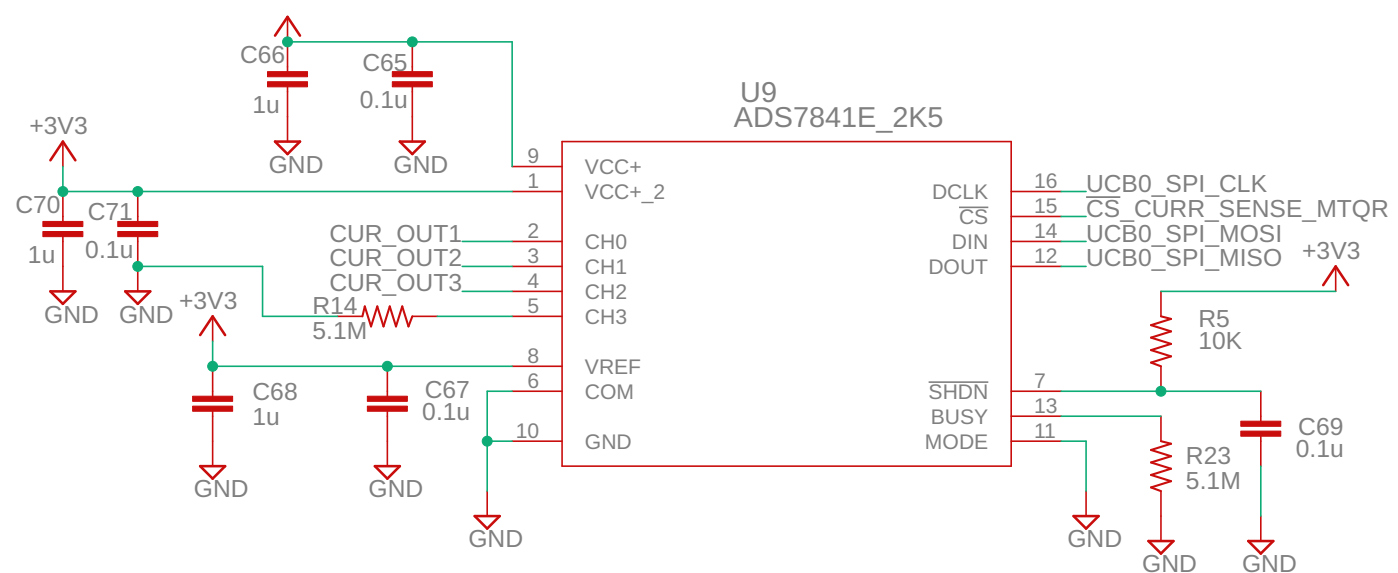 C66
1u
GND
C65
0.1u
GND
U9
ADS7841E_2K5
+3V3
C70
1u
GND
C71
0.1u
GND
9
VCC+
1
VCC+_2
CUR_OUT1
2
CH0
CUR_OUT2
3
CH1
CUR_OUT3
4
CH2
R14
5.1M
5
CH3
+3V3
8
VREF
6
COM
10
GND
C68
1u
GND
C67
0.1u
GND
GND
DCLK
16
UCB0_SPI_CLK
CS
15
CS_CURR_SENSE_MTQR
DIN
14
UCB0_SPI_MOSI
DOUT
12
UCB0_SPI_MISO
+3V3
R5
10K
SHDN
7
BUSY
13
MODE
11
C69
0.1u
R23
5.1M
GND
GND
GND